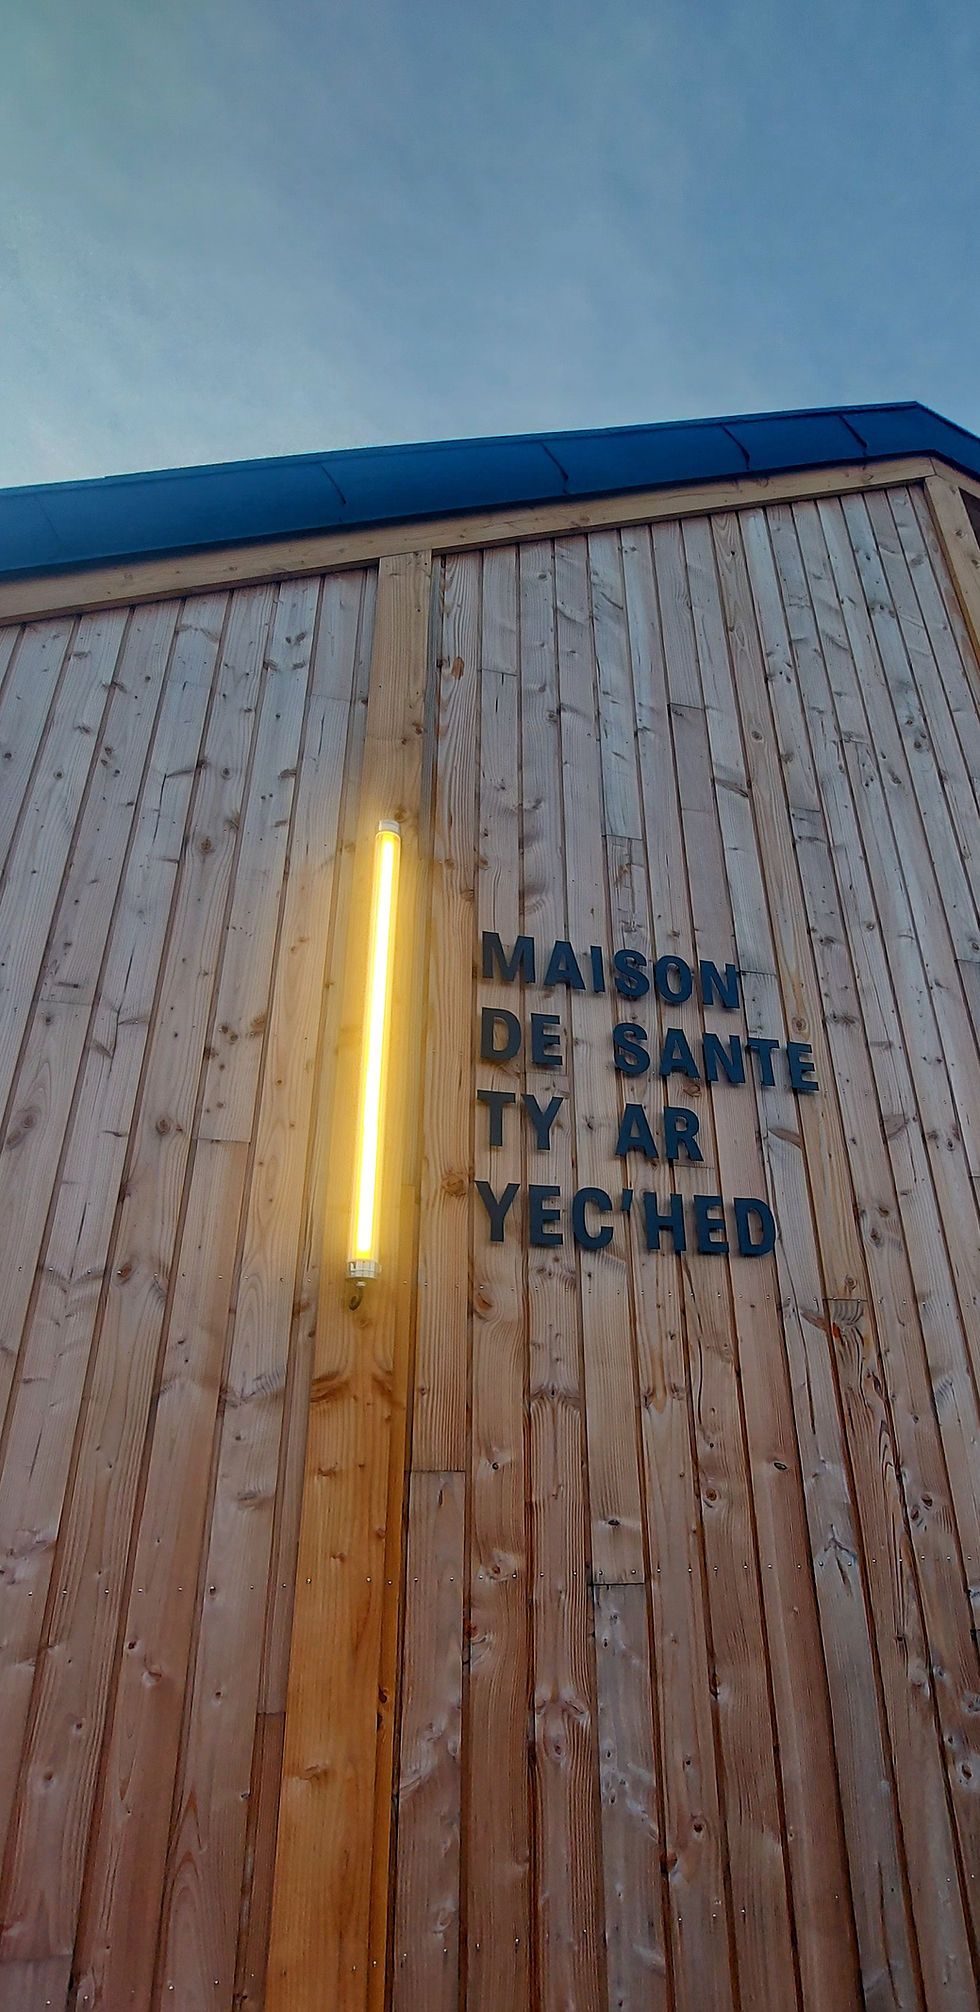 MAISON
DE SANTE
TY AR
YEC'HED